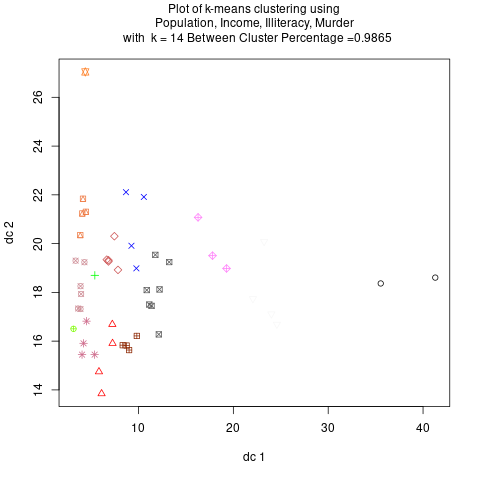 Plot of k-means clustering using
Population, Income, Illiteracy, Murder
with k = 14 Between Cluster Percentage =0.9865
26
24
22
20
18
16
14
dc 2
10
20
30
40
dc 1